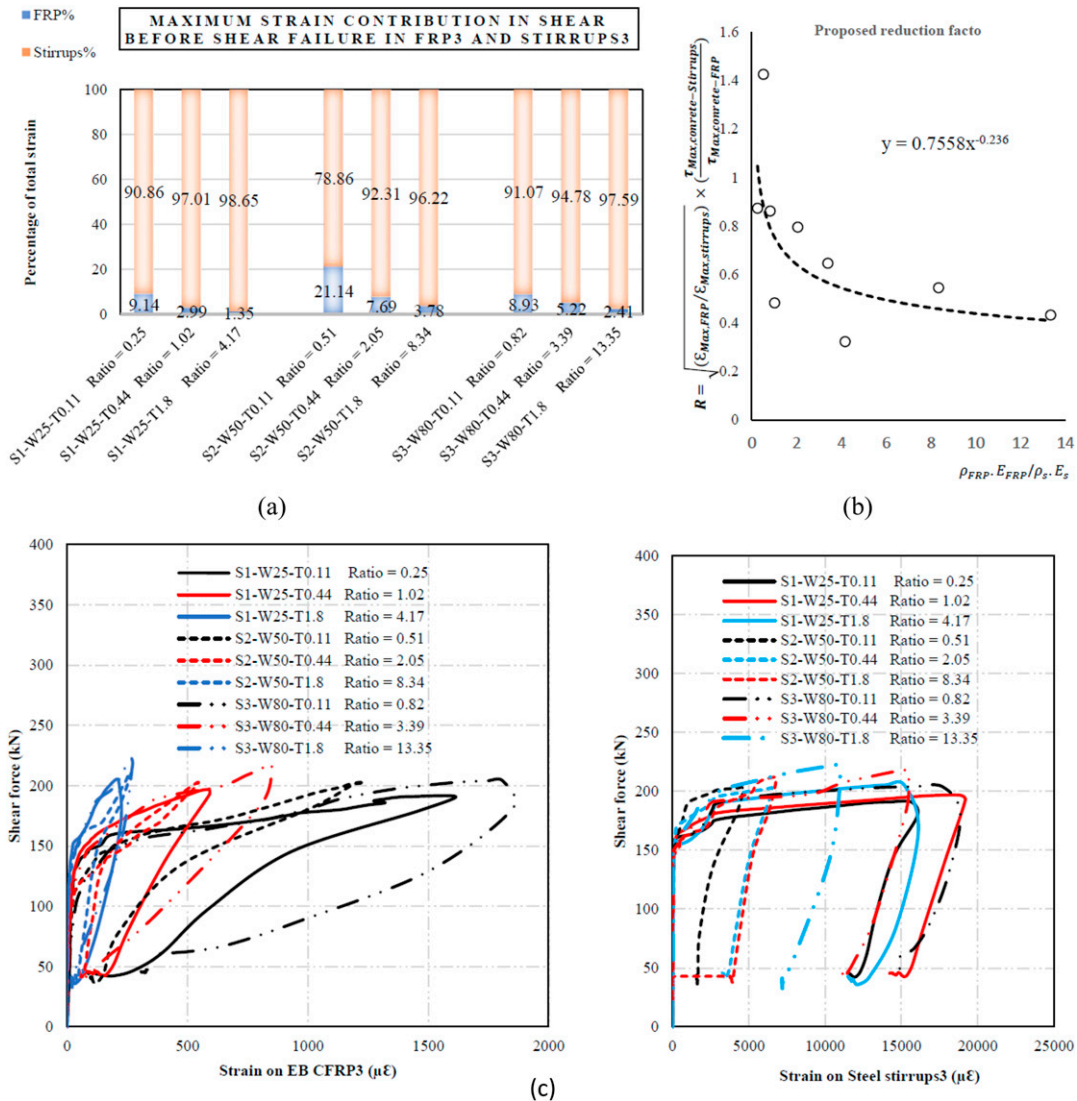 FRP%
Stirrups%
MAXIMUM STRAIN CONTRIBUTION IN SHEAR
BEFORE SHEAR FAILURE IN FRP3 AND STIRRUPS3
Percentage of total strain
100
80
60
40
20
0
90.86
97.01
98.65
78.86
92.31
96.22
91.07
94.78
97.59
9.14
2.99
1.35
21.14
7.69
3.78
8.93
5.22
2.41
S1-W25-T0.11 Ratio = 0.25
S1-W25-T0.44 Ratio = 1.02
S1-W25-T1.8 Ratio = 4.17
S2-W50-T0.11 Ratio = 0.51
S2-W50-T0.44 Ratio = 2.05
S2-W50-T1.8 Ratio = 8.34
S3-W80-T0.11 Ratio = 0.82
S3-W80-T0.44 Ratio = 3.39
S3-W80-T1.8 Ratio = 13.35
(a)
Proposed reduction facto
y = 0.7558x^-0.236
R = √(εMax,FRP/εMax,stirrups) × (τMax,conrete-Stirrups/τMax,conrete-FRP)
1.6
1.4
1.2
1
0.8
0.6
0.4
0.2
0
0 2 4 6 8 10 12 14
ρFRP.EFRP/ρs.Es
(b)
Shear force (kN)
400
350
300
250
200
150
100
50
0
S1-W25-T0.11 Ratio = 0.25
S1-W25-T0.44 Ratio = 1.02
S1-W25-T1.8 Ratio = 4.17
S2-W50-T0.11 Ratio = 0.51
S2-W50-T0.44 Ratio = 2.05
S2-W50-T1.8 Ratio = 8.34
S3-W80-T0.11 Ratio = 0.82
S3-W80-T0.44 Ratio = 3.39
S3-W80-T1.8 Ratio = 13.35
0 500 1000 1500 2000
Strain on EB CFRP3 (µƐ)
Shear force (kN)
400
350
300
250
200
150
100
50
0
S1-W25-T0.11 Ratio = 0.25
S1-W25-T0.44 Ratio = 1.02
S1-W25-T1.8 Ratio = 4.17
S2-W50-T0.11 Ratio = 0.51
S2-W50-T0.44 Ratio = 2.05
S2-W50-T1.8 Ratio = 8.34
S3-W80-T0.11 Ratio = 0.82
S3-W80-T0.44 Ratio = 3.39
S3-W80-T1.8 Ratio = 13.35
0 5000 10000 15000 20000 25000
Strain on Steel stirrups3 (µƐ)
(c)